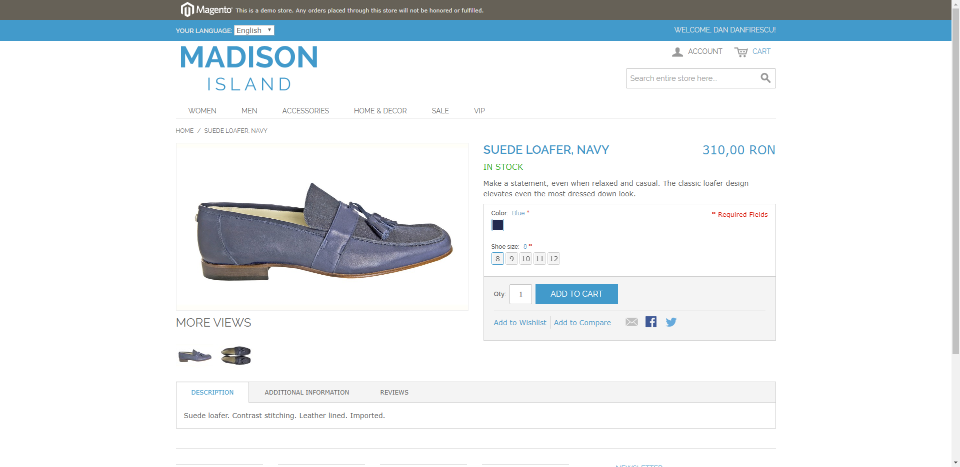 Magento This is a demo store. Any orders placed through this store will not be honored or fulfilled.
YOUR LANGUAGE: English
WELCOME, DAN DANFIRESCU!
MADISON
ISLAND
ACCOUNT
CART
Search entire store here...
WOMEN
MEN
ACCESSORIES
HOME & DECOR
SALE
VIP
HOME / SUEDE LOAFER, NAVY
SUEDE LOAFER, NAVY
310,00 RON
IN STOCK
Make a statement, even when relaxed and casual. The classic loafer design
elevates even the most dressed down look.
Color: Blue *
* Required Fields
Shoe size: 8 *
8 9 10 11 12
Qty: 1 ADD TO CART
Add to Wishlist
Add to Compare
MORE VIEWS
DESCRIPTION
ADDITIONAL INFORMATION
REVIEWS
Suede loafer. Contrast stitching. Leather lined. Imported.
NEWSLETTER